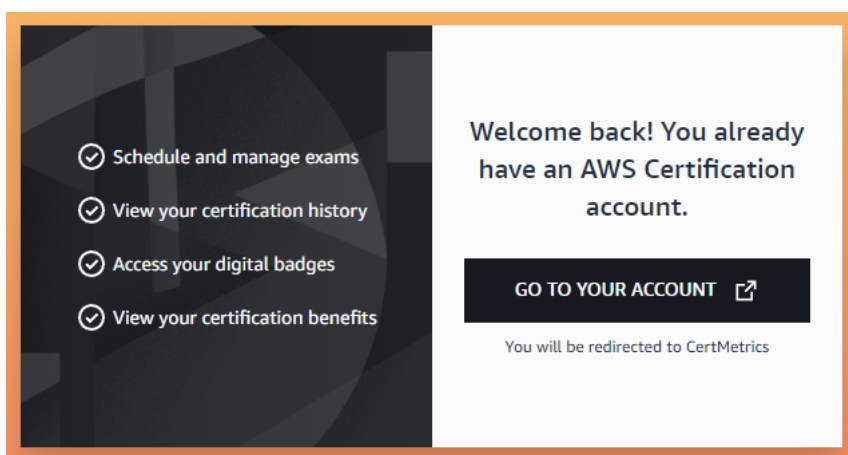 Schedule and manage exams
View your certification history
Access your digital badges
View your certification benefits
Welcome back! You already
have an AWS Certification
account.
GO TO YOUR ACCOUNT
You will be redirected to CertMetrics